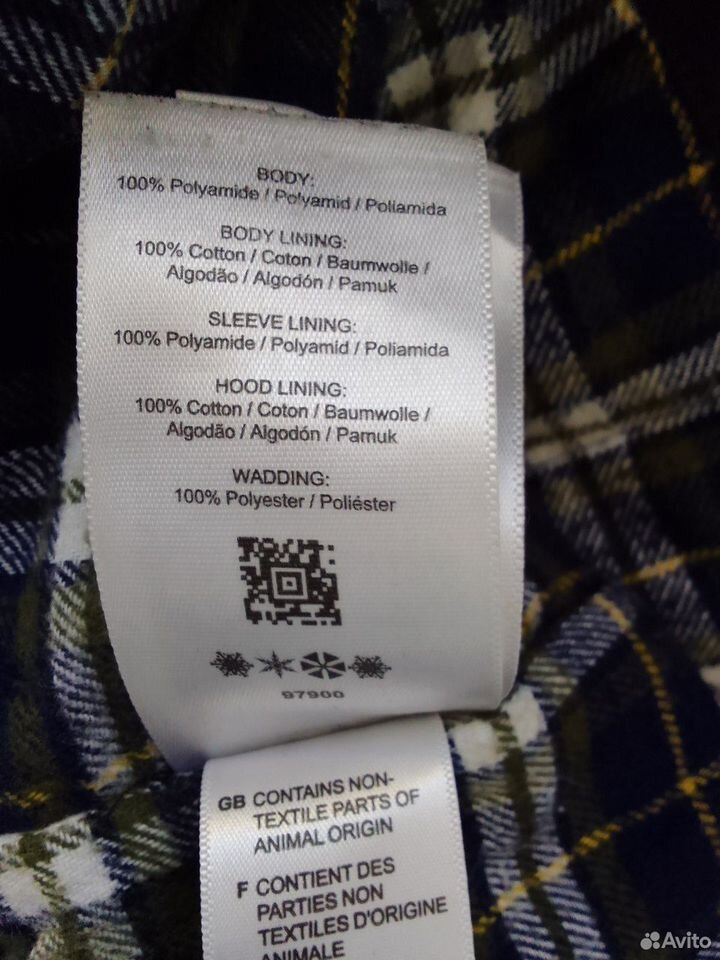 BODY:
100% Polyamide / Polyamid / Poliamida
BODY LINING:
100% Cotton / Coton / Baumwolle /
Algodão / Algodón / Pamuk
SLEEVE LINING:
100% Polyamide / Polyamid / Poliamida
HOOD LINING:
100% Cotton / Coton / Baumwolle /
Algodão / Algodón / Pamuk
WADDING:
100% Polyester / Poliéster
97900
GB CONTAINS NON-
TEXTILE PARTS OF
ANIMAL ORIGIN
F CONTIENT DES
PARTIES NON
TEXTILES D'ORIGINE
ANIMALE
Avito